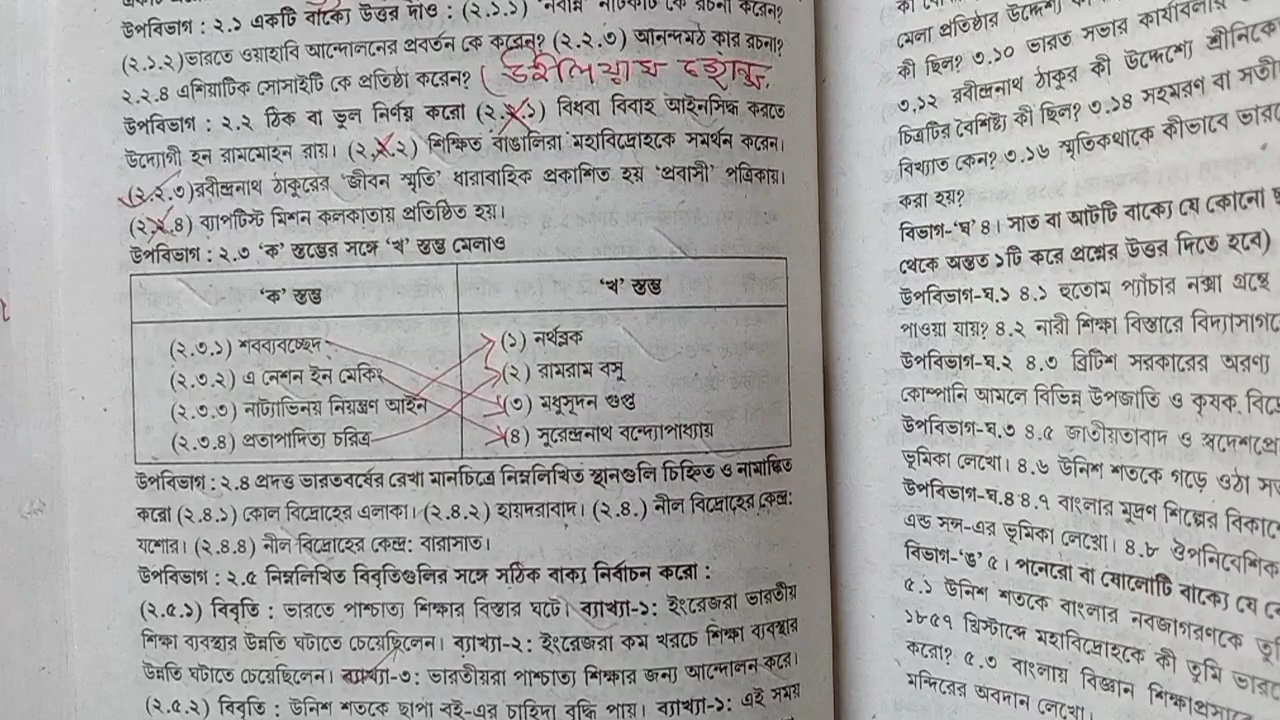 উপবিভাগ : ২.১ একটি বাক্যে উত্তর দাও : (২.১.১) 'নবান্ন' নাটকটি কে রচনা করেন?
(২.১.২) ভারতে ওয়াহাবি আন্দোলনের প্রবর্তন কে করেন? (২.২.৩) আনন্দমঠ কার রচনা?
২.২.৪ এশিয়াটিক সোসাইটি কে প্রতিষ্ঠা করেন? ( উইলিয়াম
উপবিভাগ : ২.২ ঠিক বা ভুল নির্ণয় করো (২.২.১) বিধবা বিবাহ আইনসিদ্ধ করতে
উদ্যোগী হন রামমোহন রায়। (২.২.২) শিক্ষিত বাঙালিরা মহাবিদ্রোহকে সমর্থন করেন।
(২.২.৩) রবীন্দ্রনাথ ঠাকুরের 'জীবন স্মৃতি' ধারাবাহিক প্রকাশিত হয় 'প্রবাসী' পত্রিকায়।
(২.২.৪) ব্যাপটিস্ট মিশন কলকাতায় প্রতিষ্ঠিত হয়।
উপবিভাগ : ২.৩ 'ক' স্তম্ভের সঙ্গে 'খ' স্তম্ভ মেলাও
'ক' স্তম্ভ 'খ' স্তম্ভ
(২.৩.১) শবব্যবচ্ছেদ (১) নর্থব্রুক
(২.৩.২) এ নেশন ইন মেকিং (২) রামরাম বসু
(২.৩.৩) নাট্যাভিনয় নিয়ন্ত্রণ আইন (৩) মধুসূদন গুপ্ত
(২.৩.৪) প্রতাপাদিত্য চরিত্র (৪) সুরেন্দ্রনাথ বন্দ্যোপাধ্যায়
উপবিভাগ : ২.৪ প্রদত্ত ভারতবর্ষের রেখা মানচিত্রে নিম্নলিখিত স্থানগুলি চিহ্নিত ও নামাঙ্কিত
করো (২.৪.১) কোল বিদ্রোহের এলাকা। (২.৪.২) হায়দরাবাদ। (২.৪.) নীল বিদ্রোহের কেন্দ্র:
যশোর। (২.৪.৪) নীল বিদ্রোহের কেন্দ্র: বারাসাত।
উপবিভাগ : ২.৫ নিম্নলিখিত বিবৃতিগুলির সঙ্গে সঠিক বাক্য নির্বাচন করো :
(২.৫.১) বিবৃতি : ভারতে পাশ্চাত্য শিক্ষার বিস্তার ঘটে। ব্যাখ্যা-১: ইংরেজরা ভারতীয়
শিক্ষা ব্যবস্থার উন্নতি ঘটাতে চেয়েছিলেন। ব্যাখ্যা-২: ইংরেজরা কম খরচে শিক্ষা ব্যবস্থার
উন্নতি ঘটাতে চেয়েছিলেন। ব্যাখ্যা-৩: ভারতীয়রা পাশ্চাত্য শিক্ষার জন্য আন্দোলন করে।
(২.৫.২) বিবৃতি : উনিশ শতকে ছাপা বই-এর চাহিদা বৃদ্ধি পায়। ব্যাখ্যা-১: এই সময়
মেলা প্রতিষ্ঠার উদ্দেশ্য
কী ছিল? ৩.১০ ভারত সভার কার্যাবলীর
৩.১২ রবীন্দ্রনাথ ঠাকুর কী উদ্দেশ্যে শ্রীনিকে
চিত্রটির বৈশিষ্ট্য কী ছিল? ৩.১৪ সহমরণ বা সতী
বিখ্যাত কেন? ৩.১৬ স্মৃতিকথাকে কীভাবে ভার
করা হয়?
বিভাগ-'ঘ' ৪। সাত বা আটটি বাক্যে যে কোনো
থেকে অন্তত ১টি করে প্রশ্নের উত্তর দিতে হবে)
উপবিভাগ-ঘ.১ ৪.১ হুতোম প্যাঁচার নক্সা গ্রন্থে
পাওয়া যায়? ৪.২ নারী শিক্ষা বিস্তারে বিদ্যাসাগ
উপবিভাগ-ঘ.২ ৪.৩ ব্রিটিশ সরকারের অরণ্য
কোম্পানি আমলে বিভিন্ন উপজাতি ও কৃষক বিদ্রো
উপবিভাগ-ঘ.৩ ৪.৫ জাতীয়তাবাদ ও স্বদেশপ্রে
ভূমিকা লেখো। ৪.৬ উনিশ শতকে গড়ে ওঠা সভ
উপবিভাগ-ঘ.৪ ৪.৭ বাংলার মুদ্রণ শিল্পের বিকাশে
এন্ড সন্স-এর ভূমিকা লেখো। ৪.৮ ঔপনিবেশিক
বিভাগ-'ঙ' ৫। পনেরো বা ষোলোটি বাক্যে যে
৫.১ উনিশ শতকে বাংলার নবজাগরণকে
১৮৫৭ খ্রিস্টাব্দে মহাবিদ্রোহকে কী তুমি ভার
করো? ৫.৩ বাংলায় বিজ্ঞান শিক্ষাপ্রসারে
মন্দিরের অবদান লেখো।